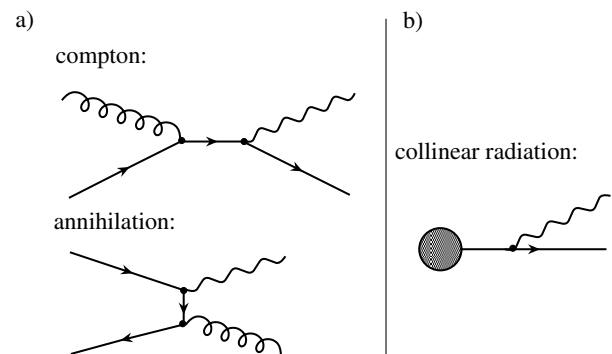 a)
compton:
annihilation:
b)
collinear radiation: